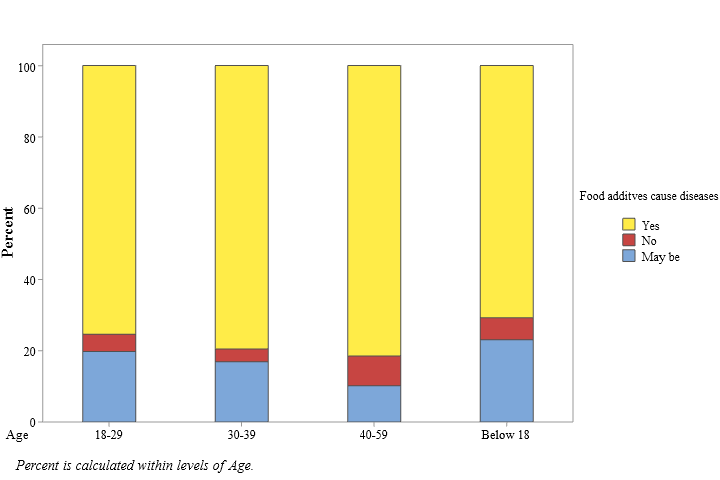 100
80
60
40
20
0
Percent
Age
18-29
30-39
40-59
Below 18
Food additves cause diseases
Yes
No
May be
Percent is calculated within levels of Age.